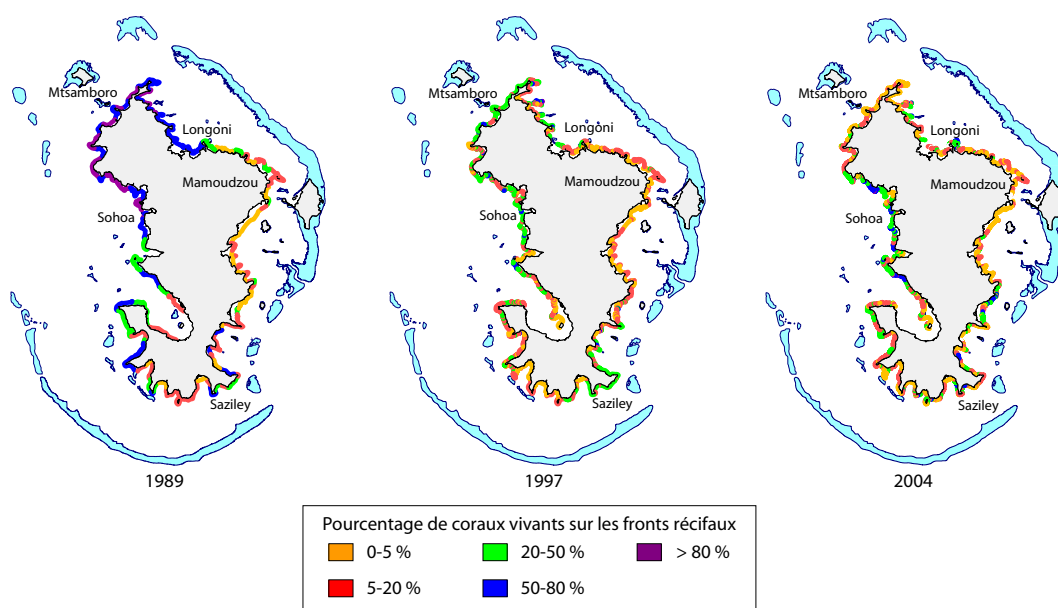 Mtsamboro
Longoni
Mamoudzou
Sohoa
Saziley
1989
Mtsamboro
Longoni
Mamoudzou
Sohoa
Saziley
1997
Mtsamboro
Longoni
Mamoudzou
Sohoa
Saziley
2004
Pourcentage de coraux vivants sur les fronts récifaux
0-5 % 20-50 % > 80 %
5-20 % 50-80 %